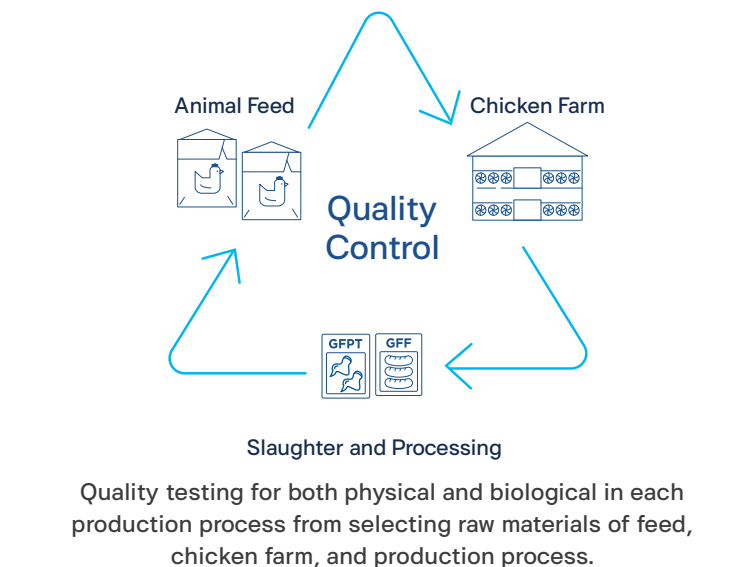 Animal Feed
Chicken Farm
Quality
Control
GFPT
GFF
Slaughter and Processing
Quality testing for both physical and biological in each
production process from selecting raw materials of feed,
chicken farm, and production process.